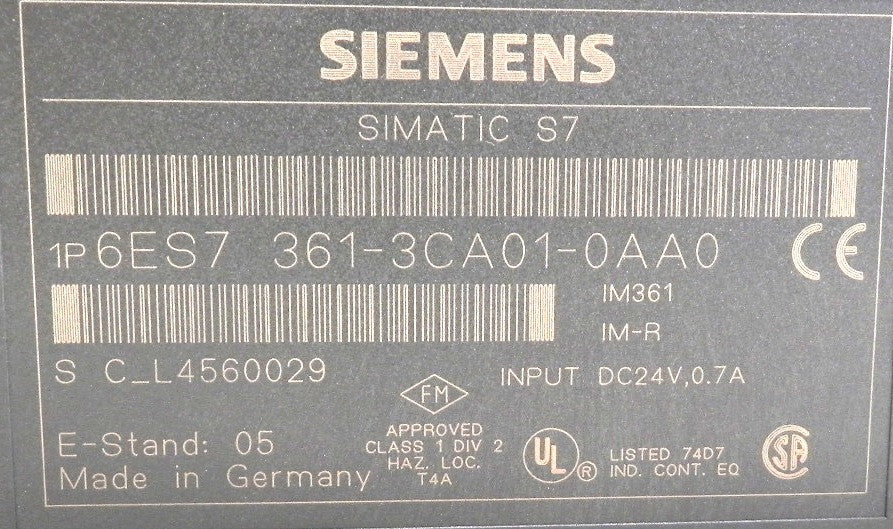 SIEMENS
SIMATIC S7
1P 6ES7 361-3CA01-0AA0
CE
IM361
IM-R
S C_L4560029
INPUT DC24V,0.7A
FM
APPROVED
CLASS 1 DIV 2
HAZ. LOC.
T4A
E-Stand: 05
Made in Germany
UL ®
LISTED 74D7
IND. CONT. EQ
SA